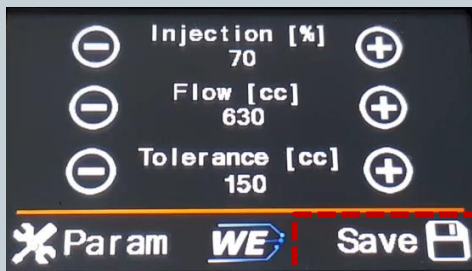 Injection [%]
70
Flow [cc]
630
Tolerance [cc]
150
Param WE Save